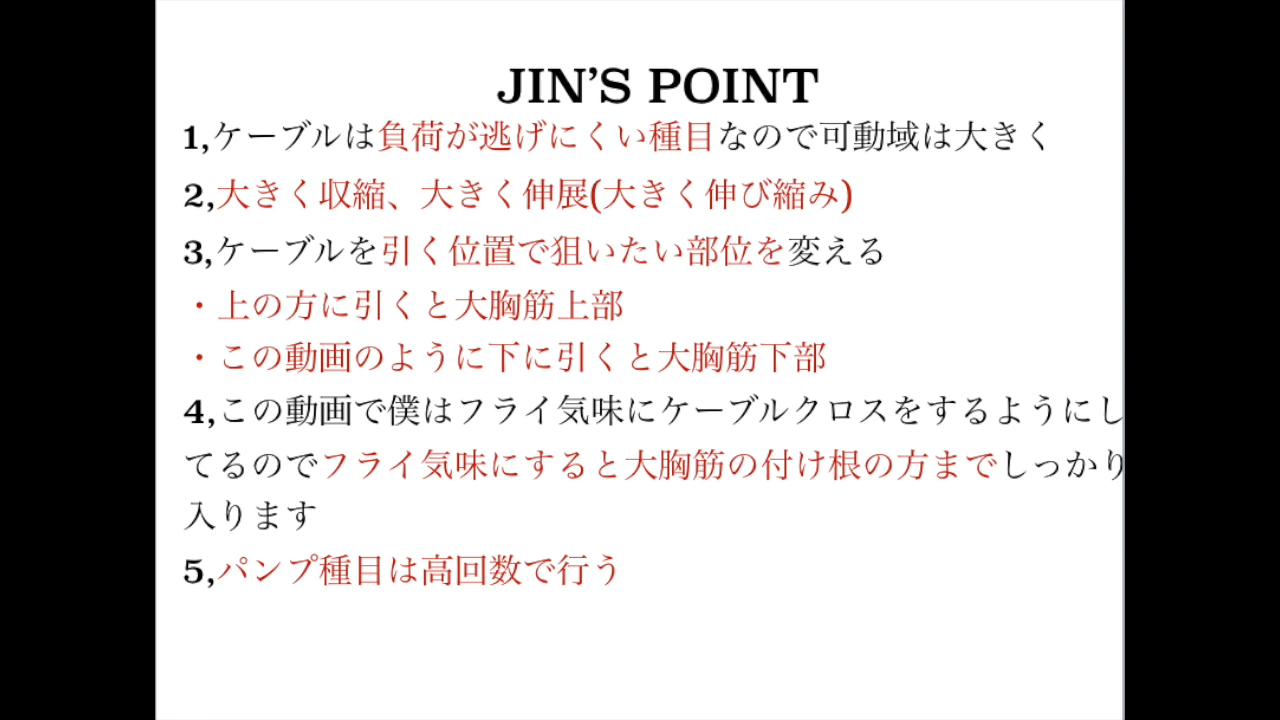 JIN’S POINT
1,ケーブルは負荷が逃げにくい種目なので可動域は大きく
2,大きく収縮、大きく伸展(大きく伸び縮み)
3,ケーブルを引く位置で狙いたい部位を変える
・上の方に引くと大胸筋上部
・この動画のように下に引くと大胸筋下部
4,この動画で僕はフライ気味にケーブルクロスをするようにし
てるのでフライ気味にすると大胸筋の付け根の方までしっかり
入ります
5,パンプ種目は高回数で行う